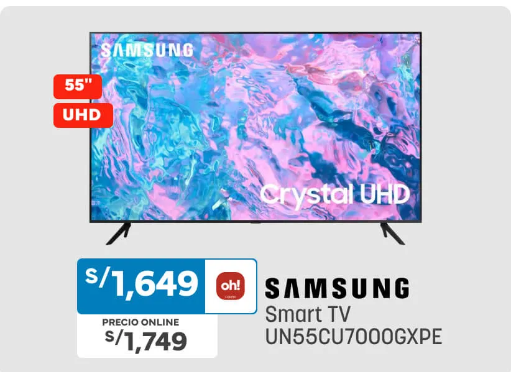 SAMSUNG
55"
UHD
Crystal UHD
S/1,649
oh!
PRECIO ONLINE
S/1,749
SAMSUNG
Smart TV
UN55CU7000GXPE